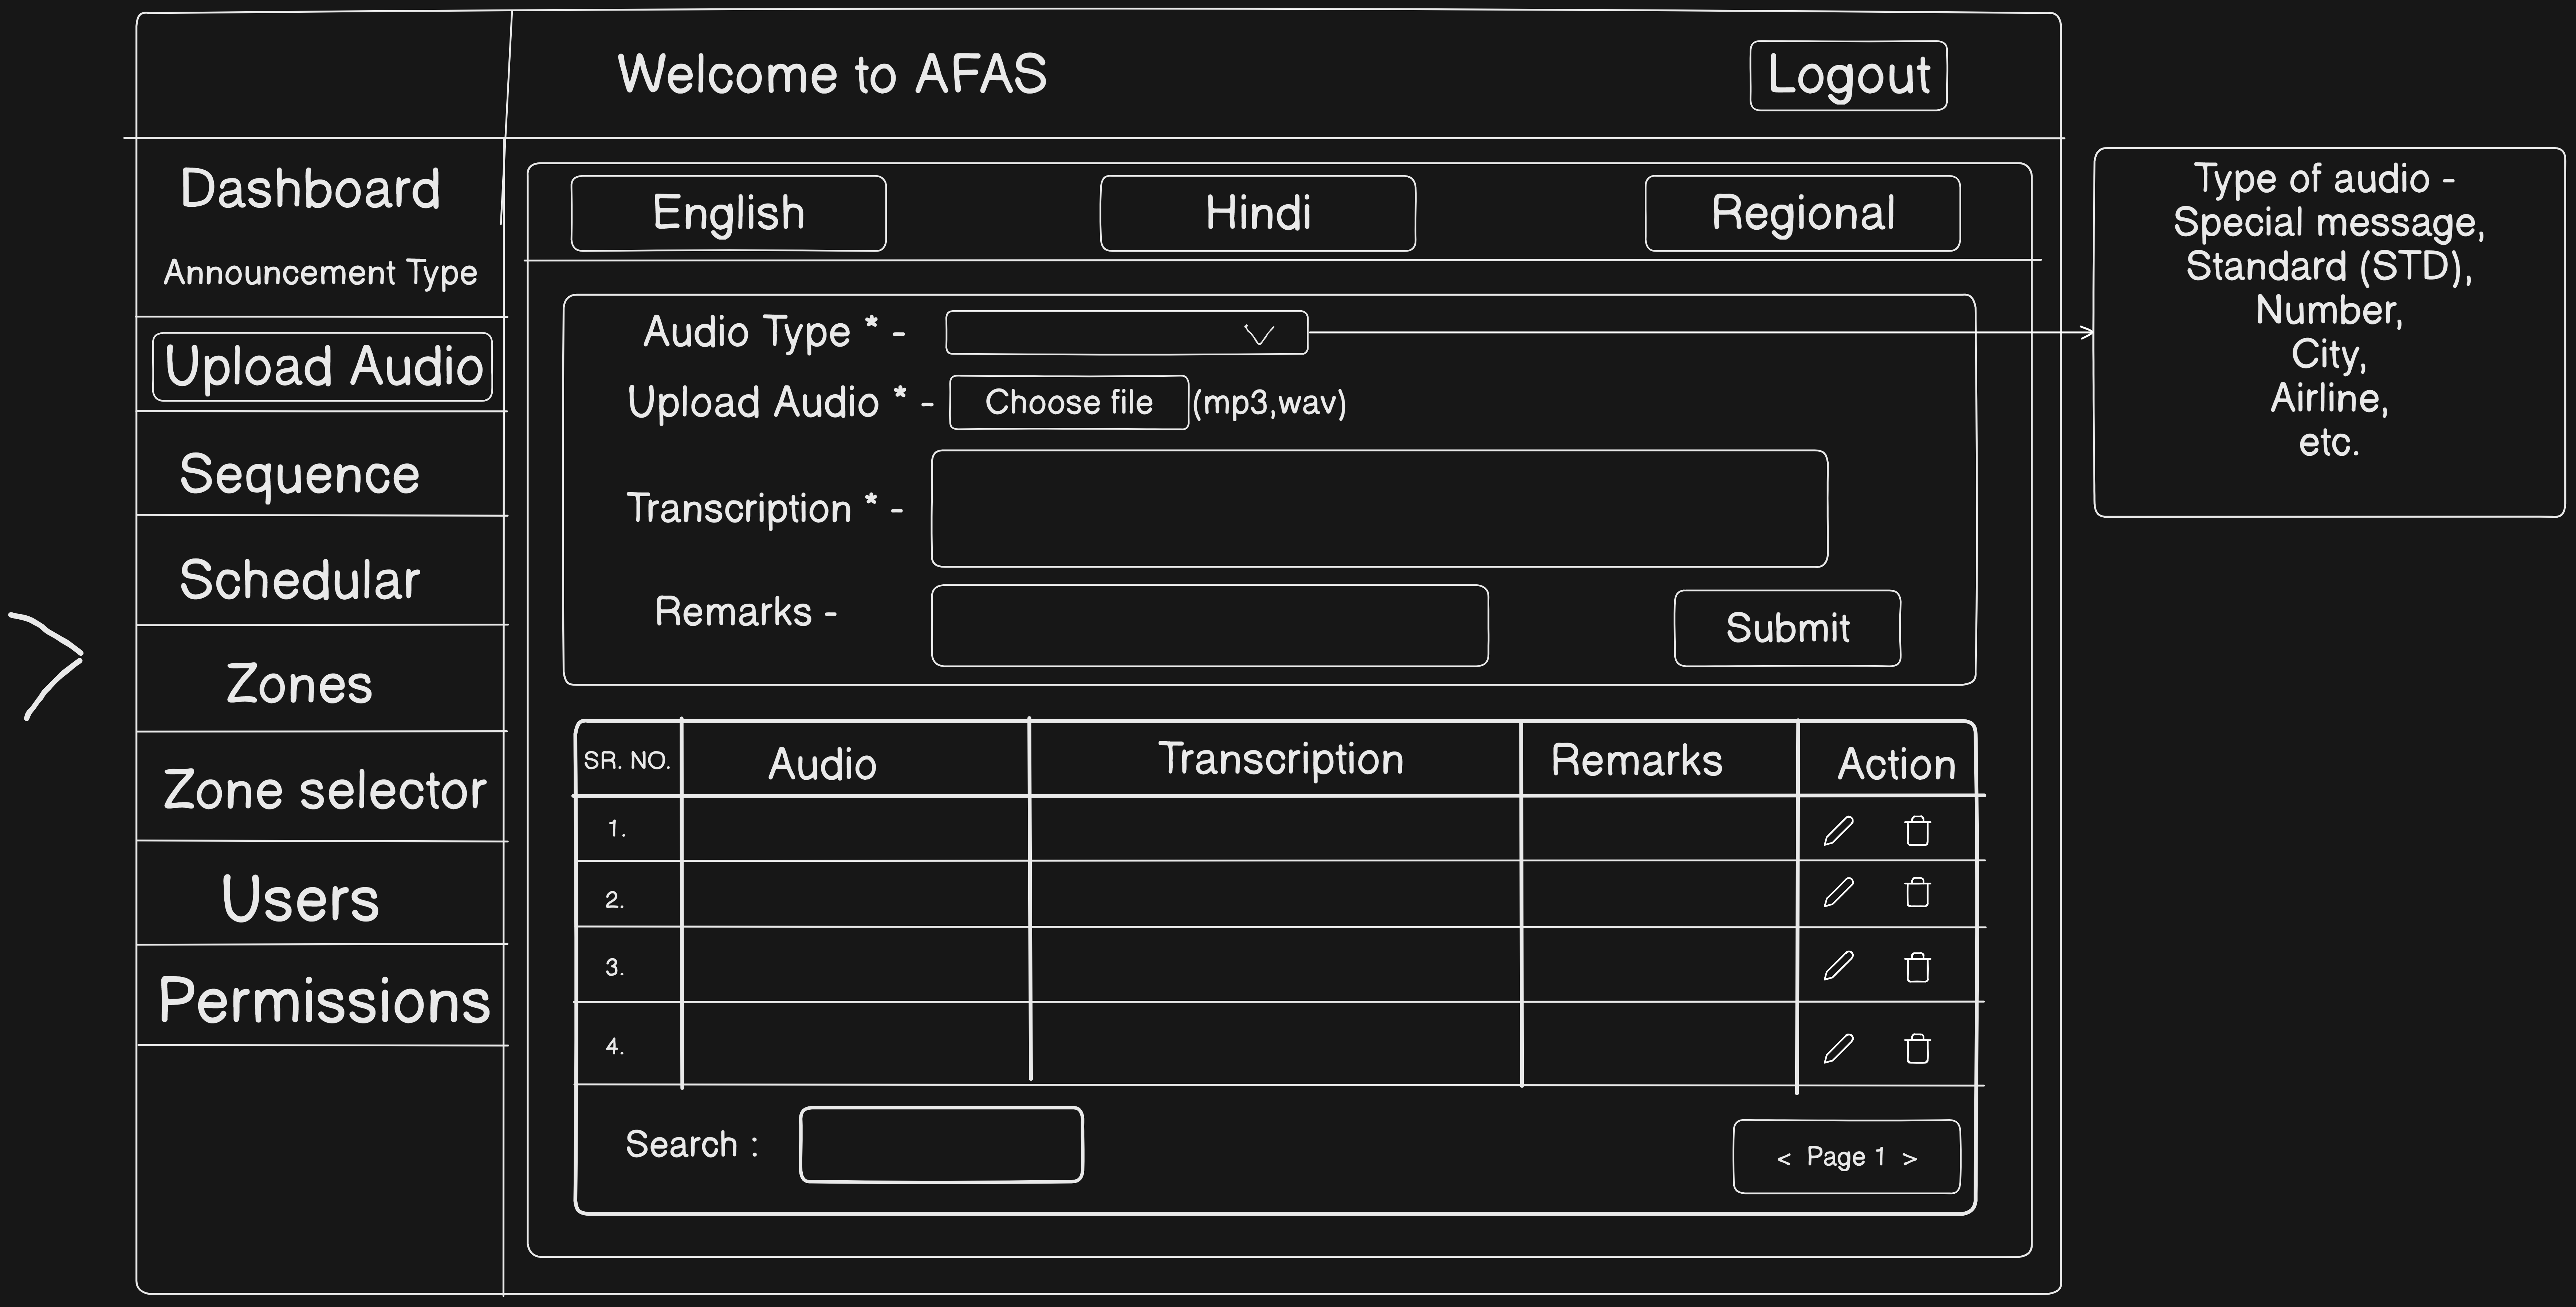 Welcome to AFAS
Logout
Dashboard
Announcement Type
Upload Audio
Sequence
Schedular
Zones
Zone selector
Users
Permissions
English
Hindi
Regional
Audio Type * -
Upload Audio * -
Choose file
(mp3,wav)
Transcription * -
Remarks -
Submit
SR. NO.
Audio
Transcription
Remarks
Action
1.
2.
3.
4.
Search :
< Page 1 >
Type of audio -
Special message,
Standard (STD),
Number,
City,
Airline,
etc.